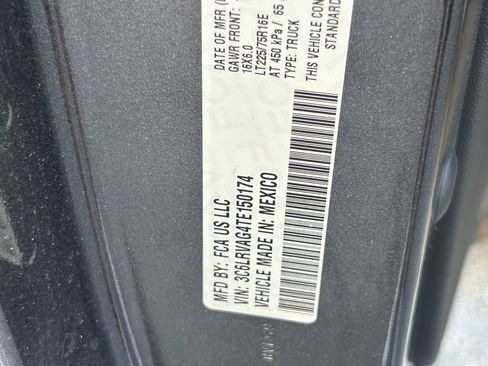 MFD BY: FCA US LLC
VIN: 3C6LRVAG4TE150174
VEHICLE MADE IN: MEXICO
DATE OF MFR
GAWR FRONT:
16X6.0
LT225/75R16E
AT 450 kPa / 65
TYPE: TRUCK
THIS VEHICLE CON
STANDARD